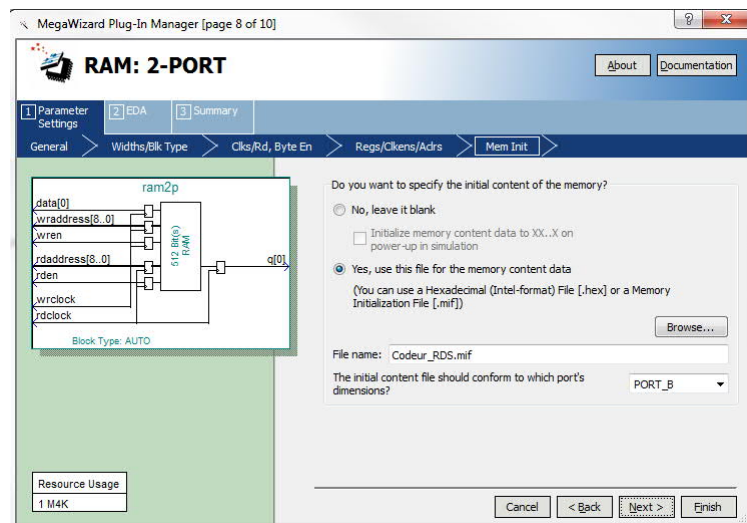 MegaWizard Plug-In Manager [page 8 of 10]
RAM: 2-PORT
About
Documentation
1 Parameter Settings
2 EDA
3 Summary
General
Widths/Blk Type
Clks/Rd, Byte En
Regs/Clkens/Adrs
Mem Init
ram2p
data[0]
wraddress[8..0]
wren
rdaddress[8..0]
rden
wrclock
rdclock
512 Bit(s)
RAM
q[0]
Block Type: AUTO
Resource Usage
1 M4K
Do you want to specify the initial content of the memory?
No, leave it blank
Initialize memory content data to XX..X on
power-up in simulation
Yes, use this file for the memory content data
(You can use a Hexadecimal (Intel-format) File [.hex] or a Memory
Initialization File [.mif])
Browse...
File name: Codeur_RDS.mif
The initial content file should conform to which port's
dimensions?
PORT_B
Cancel
< Back
Next >
Finish